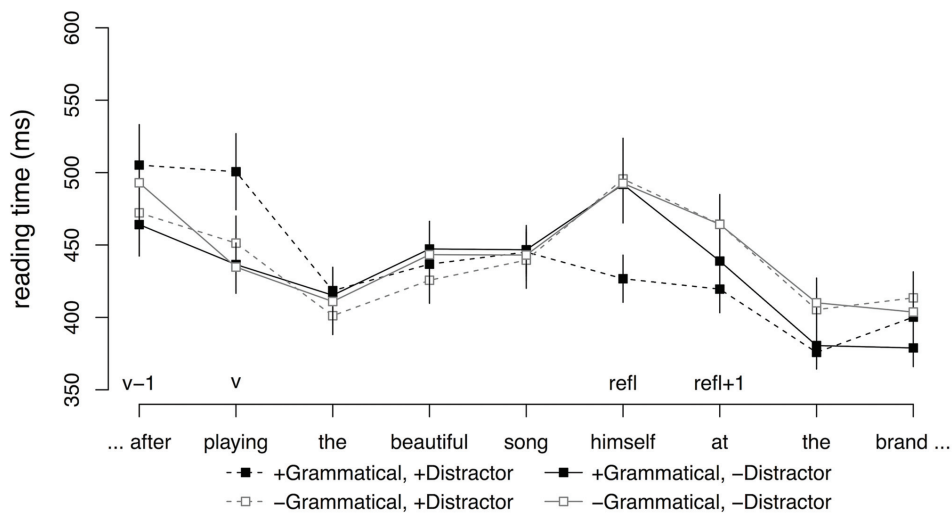 600
550
500
450
400
350
reading time (ms)
v−1 v refl refl+1
... after playing the beautiful song himself at the brand ...
+Grammatical, +Distractor +Grammatical, −Distractor
−Grammatical, +Distractor −Grammatical, −Distractor